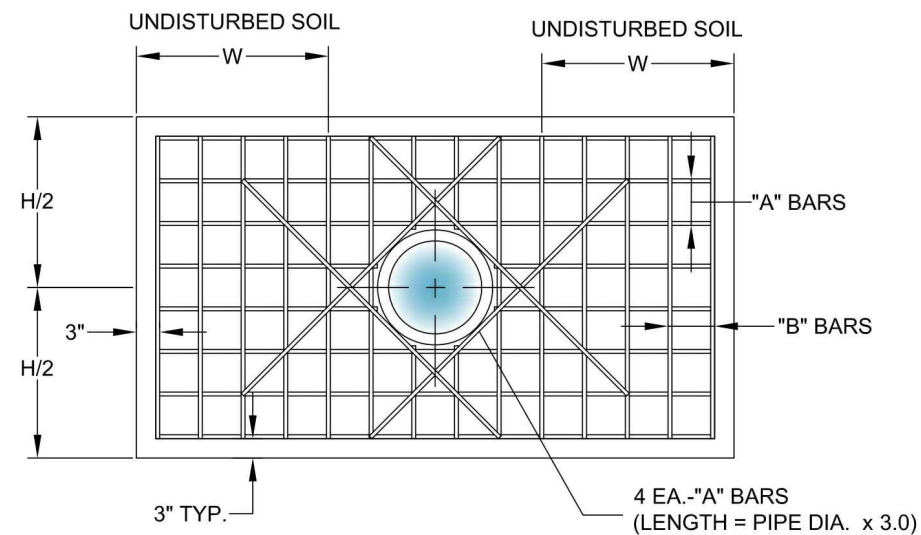 UNDISTURBED SOIL
UNDISTURBED SOIL
W
W
H/2
"A" BARS
3"
"B" BARS
H/2
3" TYP.
4 EA.-"A" BARS
(LENGTH = PIPE DIA. x 3.0)